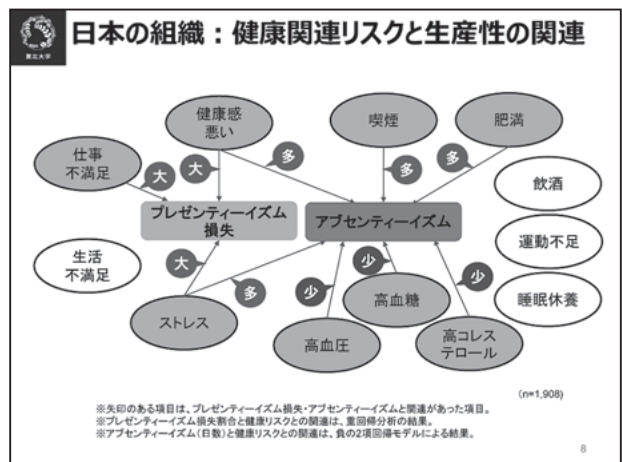 東北大学
日本の組織：健康関連リスクと生産性の関連
健康感
悪い
喫煙
肥満
仕事
不満足
大
大
多
多
多
飲酒
プレゼンティーイズム
損失
アブセンティーイズム
運動不足
生活
不満足
大
多
少
少
少
睡眠休養
ストレス
高血圧
高血糖
高コレス
テロール
(n=1,908)
※矢印のある項目は、プレゼンティーイズム損失・アブセンティーイズムと関連があった項目。
※プレゼンティーイズム損失割合と健康リスクとの関連は、重回帰分析の結果。
※アブセンティーイズム(日数)と健康リスクとの関連は、負の2項回帰モデルによる結果。
8